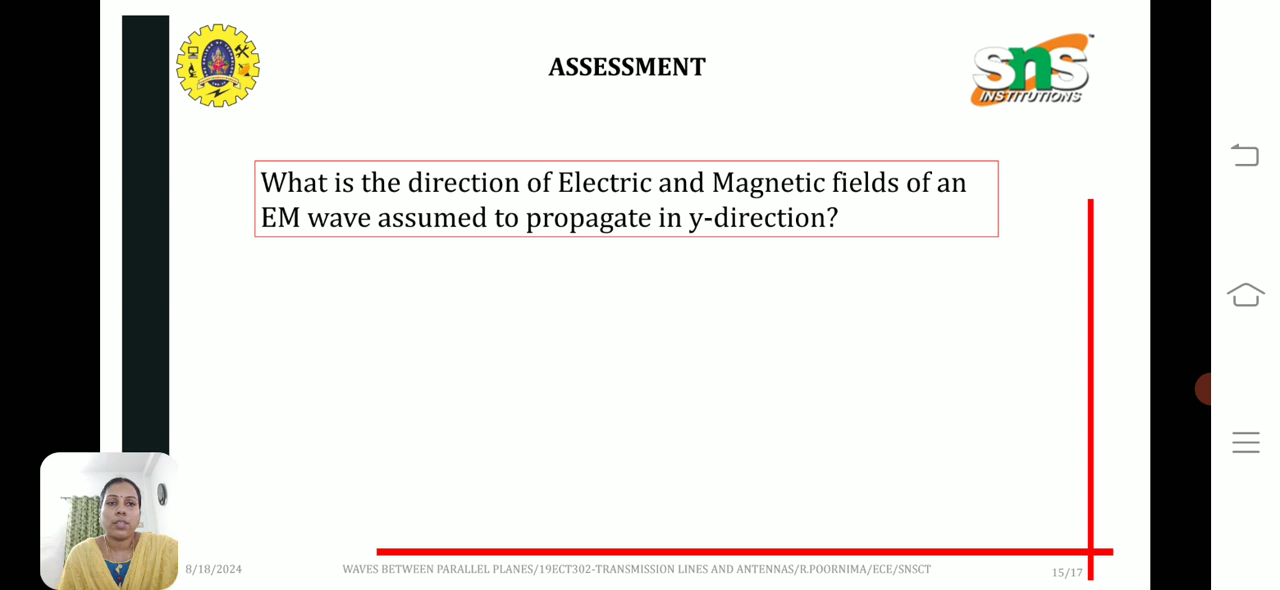 ASSESSMENT
SNS
INSTITUTIONS
What is the direction of Electric and Magnetic fields of an
EM wave assumed to propagate in y-direction?
8/18/2024
WAVES BETWEEN PARALLEL PLANES/19ECT302-TRANSMISSION LINES AND ANTENNAS/R.POORNIMA/ECE/SNSCT
15/17